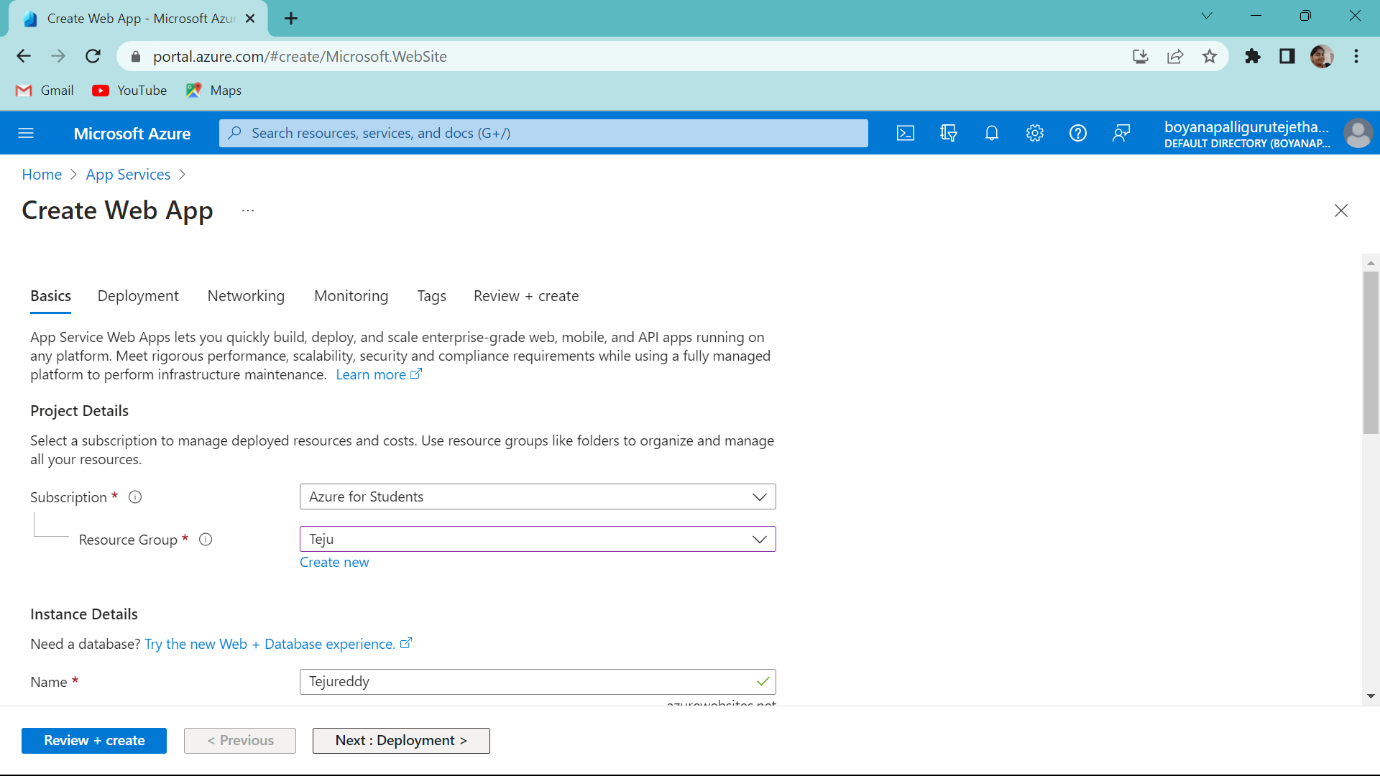 Create Web App - Microsoft Azu
portal.azure.com/#create/Microsoft.WebSite
Gmail YouTube Maps
Microsoft Azure
Search resources, services, and docs (G+/)
boyanapalligurutejetha...
DEFAULT DIRECTORY (BOYANAP...
Home > App Services >
Create Web App ...
Basics Deployment Networking Monitoring Tags Review + create
App Service Web Apps lets you quickly build, deploy, and scale enterprise-grade web, mobile, and API apps running on
any platform. Meet rigorous performance, scalability, security and compliance requirements while using a fully managed
platform to perform infrastructure maintenance. Learn more
Project Details
Select a subscription to manage deployed resources and costs. Use resource groups like folders to organize and manage
all your resources.
Subscription * Azure for Students
Resource Group * Teju
Create new
Instance Details
Need a database? Try the new Web + Database experience.
Name * Tejureddy
.azurewebsites.net
Review + create < Previous Next : Deployment >